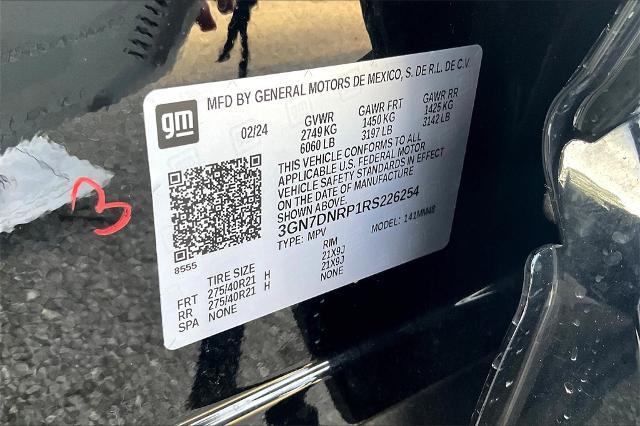 gm
MFD BY GENERAL MOTORS DE MEXICO, S. DE R.L. DE C.V.
02/24
GVWR
2749 KG
6060 LB
GAWR FRT
1450 KG
3197 LB
GAWR RR
1425 KG
3142 LB
THIS VEHICLE CONFORMS TO ALL
APPLICABLE U.S. FEDERAL MOTOR
VEHICLE SAFETY STANDARDS IN EFFECT
ON THE DATE OF MANUFACTURE
SHOWN ABOVE.
3GN7DNRP1RS226254
TYPE: MPV MODEL: 141MM48
8555
TIRE SIZE RIM
FRT 275/40R21 H 21X9J
RR 275/40R21 H 21X9J
SPA NONE NONE
3